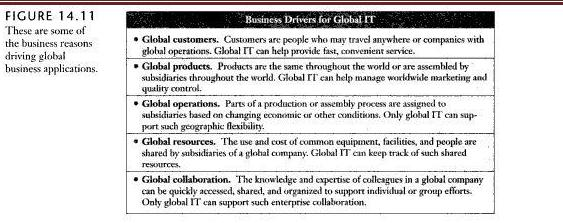 FIGURE 14.11
These are some of
the business reasons
driving global
business applications.
Business Drivers for Global IT
• Global customers. Customers are people who may travel anywhere or companies with
global operations. Global IT can help provide fast, convenient service.
• Global products. Products are the same throughout the world or are assembled by
subsidiaries throughout the world. Global IT can help manage worldwide marketing and
quality control.
• Global operations. Parts of a production or assembly process are assigned to
subsidiaries based on changing economic or other conditions. Only global IT can sup-
port such geographic flexibility.
• Global resources. The use and cost of common equipment, facilities, and people are
shared by subsidiaries of a global company. Global IT can keep track of such shared
resources.
• Global collaboration. The knowledge and expertise of colleagues in a global company
can be quickly accessed, shared, and organized to support individual or group efforts.
Only global IT can support such enterprise collaboration.